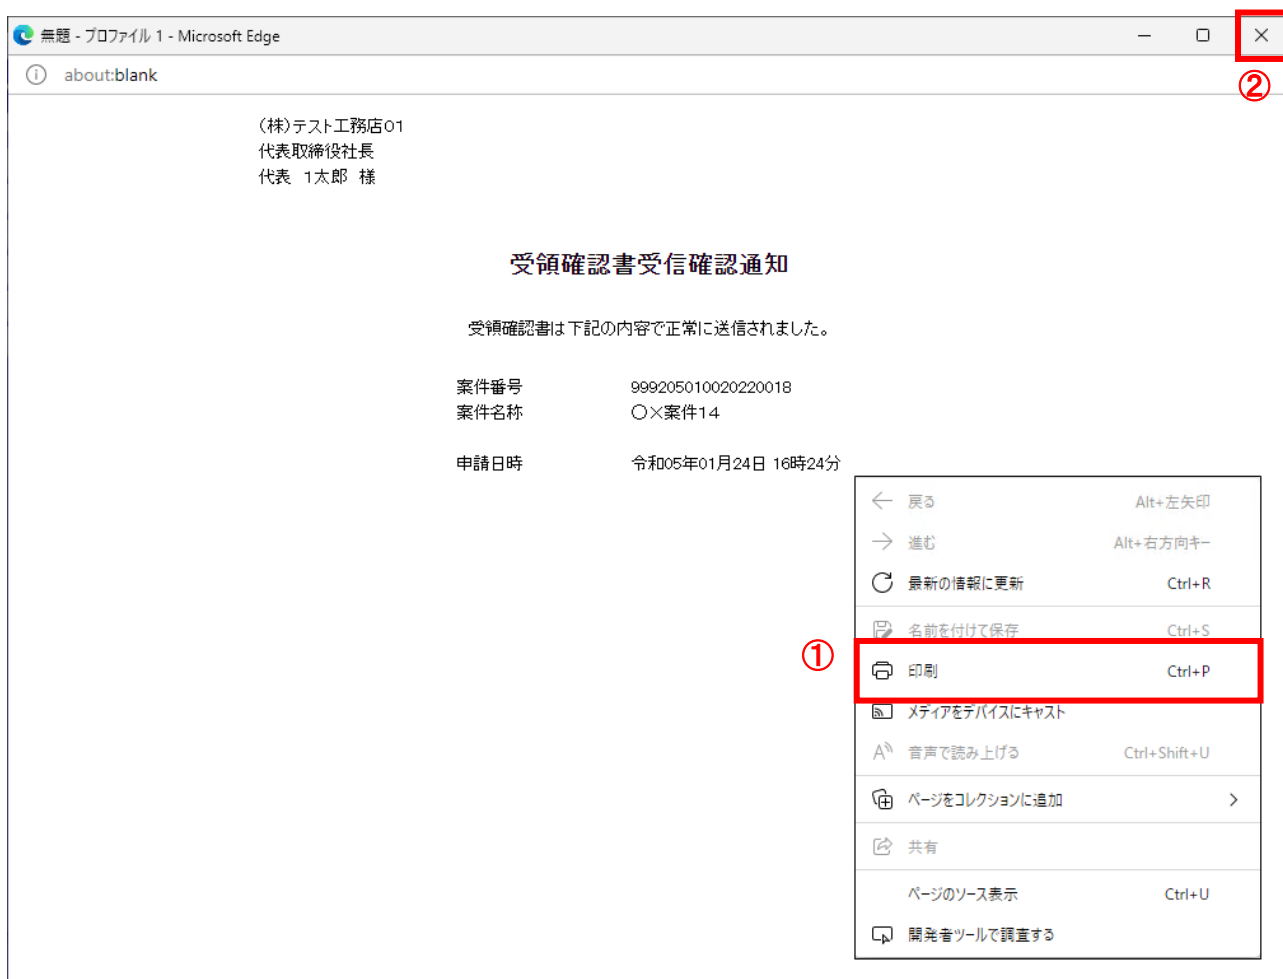 無題 - プロファイル 1 - Microsoft Edge
②
about:blank
(株)テスト工務店01
代表取締役社長
代表 1太郎 様
受領確認書受信確認通知
受領確認書は下記の内容で正常に送信されました。
案件番号 999205010020220018
案件名称 ○×案件14
申請日時 令和05年01月24日 16時24分
戻る Alt+左矢印
進む Alt+右方向キー
最新の情報に更新 Ctrl+R
名前を付けて保存 Ctrl+S
①
印刷 Ctrl+P
メディアをデバイスにキャスト
音声で読み上げる Ctrl+Shift+U
ページをコレクションに追加
共有
ページのソース表示 Ctrl+U
開発者ツールで調査する